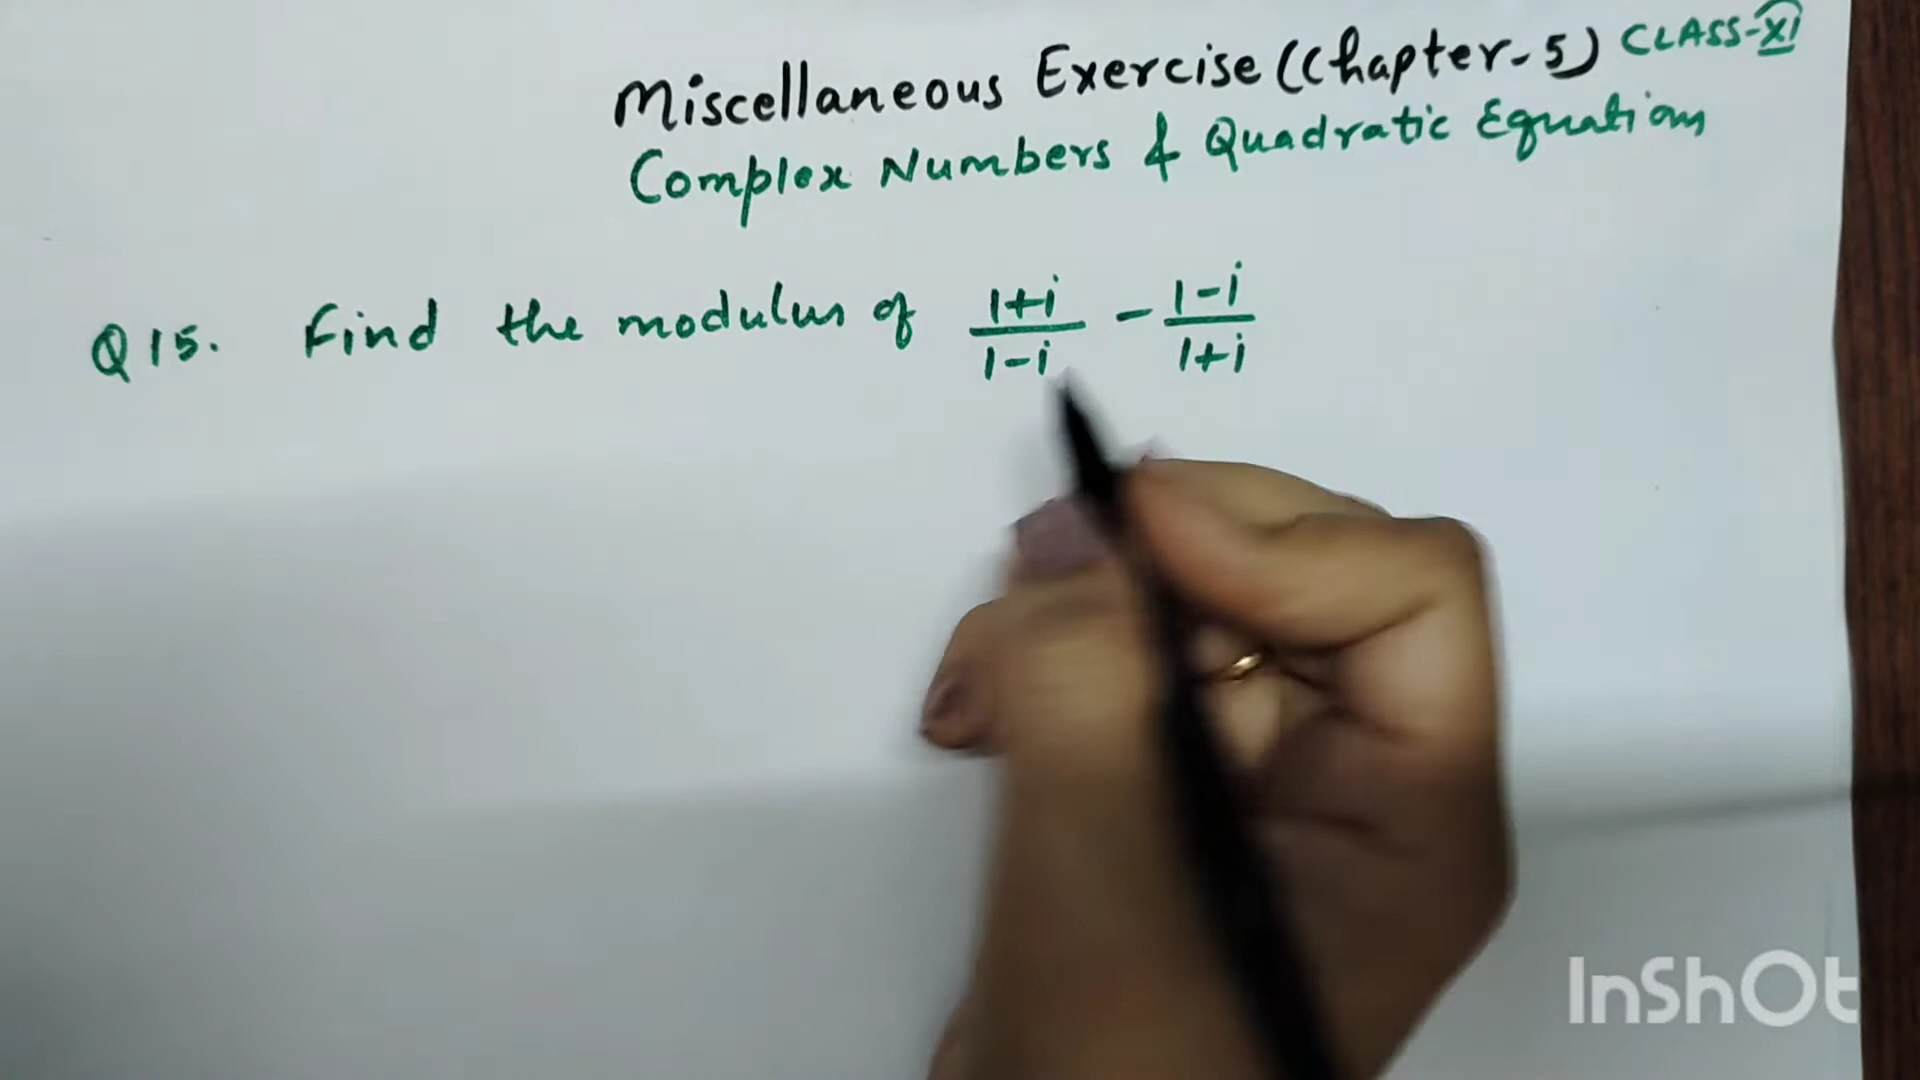 Miscellaneous Exercise (Chapter-5) CLASS-XI
Complex Numbers & Quadratic Equations
Q15. Find the modulus of (1+i)/(1-i) - (1-i)/(1+i)
InShOt